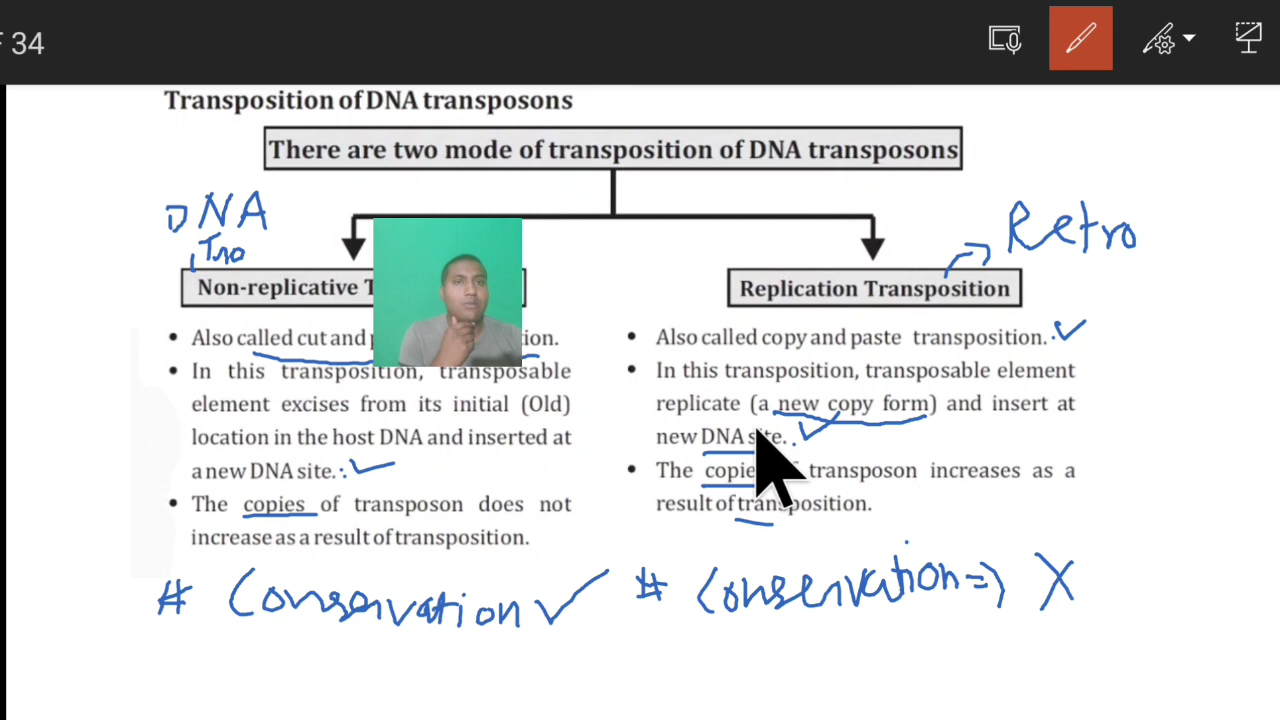 34
Transposition of DNA transposons
There are two mode of transposition of DNA transposons
DNA
Tro
Retro
Non-replicative T
Replication Transposition
• Also called cut and p ion.
• In this transposition, transposable
element excises from its initial (Old)
location in the host DNA and inserted at
a new DNA site.
• The copies of transposon does not
increase as a result of transposition.
# Conservation ✓
• Also called copy and paste transposition.
• In this transposition, transposable element
replicate (a new copy form) and insert at
new DNA site.
• The copie transposon increases as a
result of transposition.
# Conservation => X